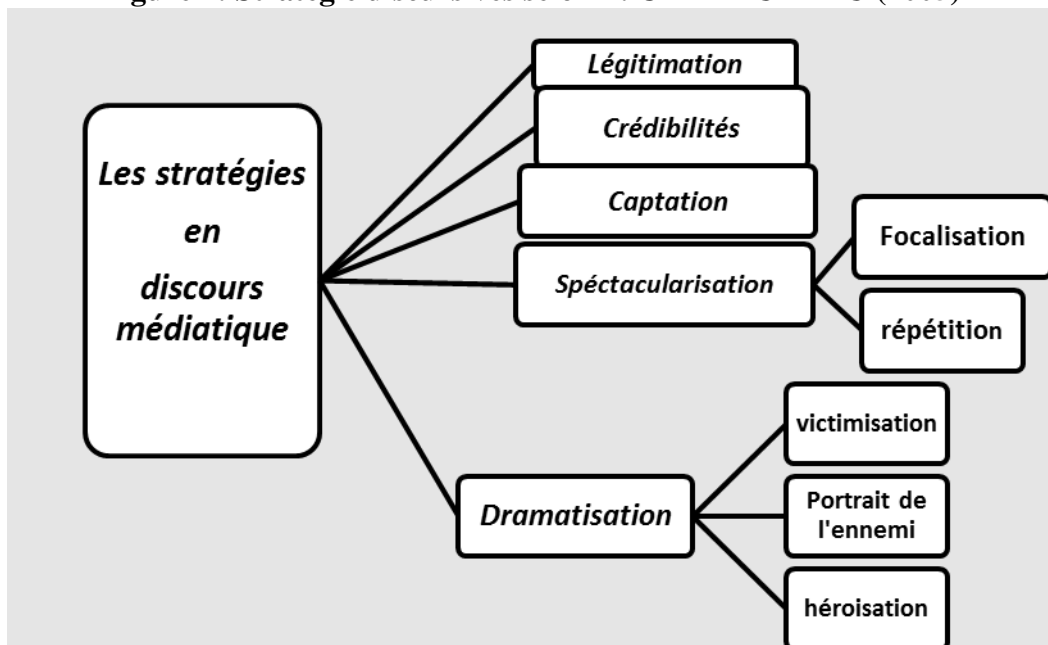 Les stratégies
en
discours
médiatique
Légitimation
Crédibilités
Captation
Spéctacularisation
Focalisation
répétition
Dramatisation
victimisation
Portrait de
l'ennemi
héroisation